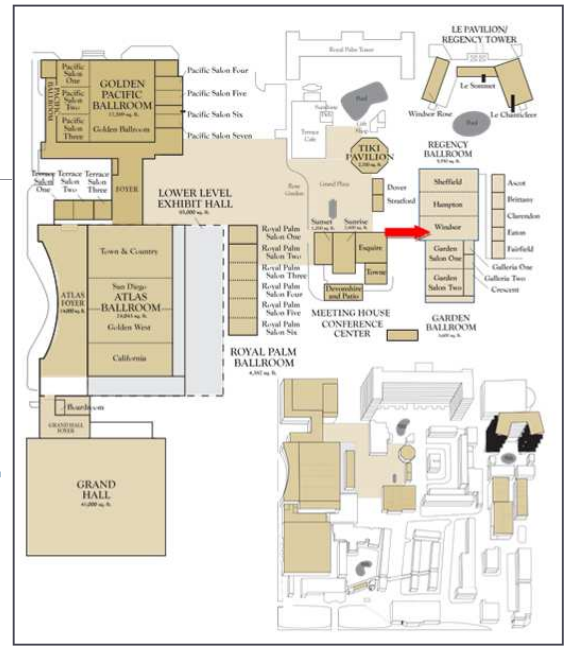 Royal Palm Tower
LE PAVILION/
REGENCY TOWER
Le Sommet
Windsor Rose
Le Chanticleer
Pool
REGENCY
BALLROOM
Pacific
Salon
One
Pacific
Salon
Two
Pacific
Salon
Three
PACIFIC
BALLROOM
GOLDEN
PACIFIC
BALLROOM
Golden Ballroom
Pacific Salon Four
Pacific Salon Five
Pacific Salon Six
Pacific Salon Seven
Terrace
Salon
One
Terrace
Salon
Two
Terrace
Salon
Three
FOYER
LOWER LEVEL
EXHIBIT HALL
Terrace
Cafe
Pool
TIKI
PAVILION
Rose
Garden
Grand Plaza
Dover
Stratford
Sunset
Sunrise
Esquire
Towne
Devonshire
and Patio
MEETING HOUSE
CONFERENCE
CENTER
Sheffield
Hampton
Windsor
Garden
Salon One
Garden
Salon Two
Ascot
Brittany
Clarendon
Eaton
Fairfield
Galleria One
Galleria Two
Crescent
GARDEN
BALLROOM
Royal Palm
Salon One
Royal Palm
Salon Two
Royal Palm
Salon Three
Royal Palm
Salon Four
Royal Palm
Salon Five
Royal Palm
Salon Six
ROYAL PALM
BALLROOM
Town & Country
San Diego
ATLAS
BALLROOM
Golden West
California
ATLAS
FOYER
Boardroom
GRAND HALL
FOYER
GRAND
HALL